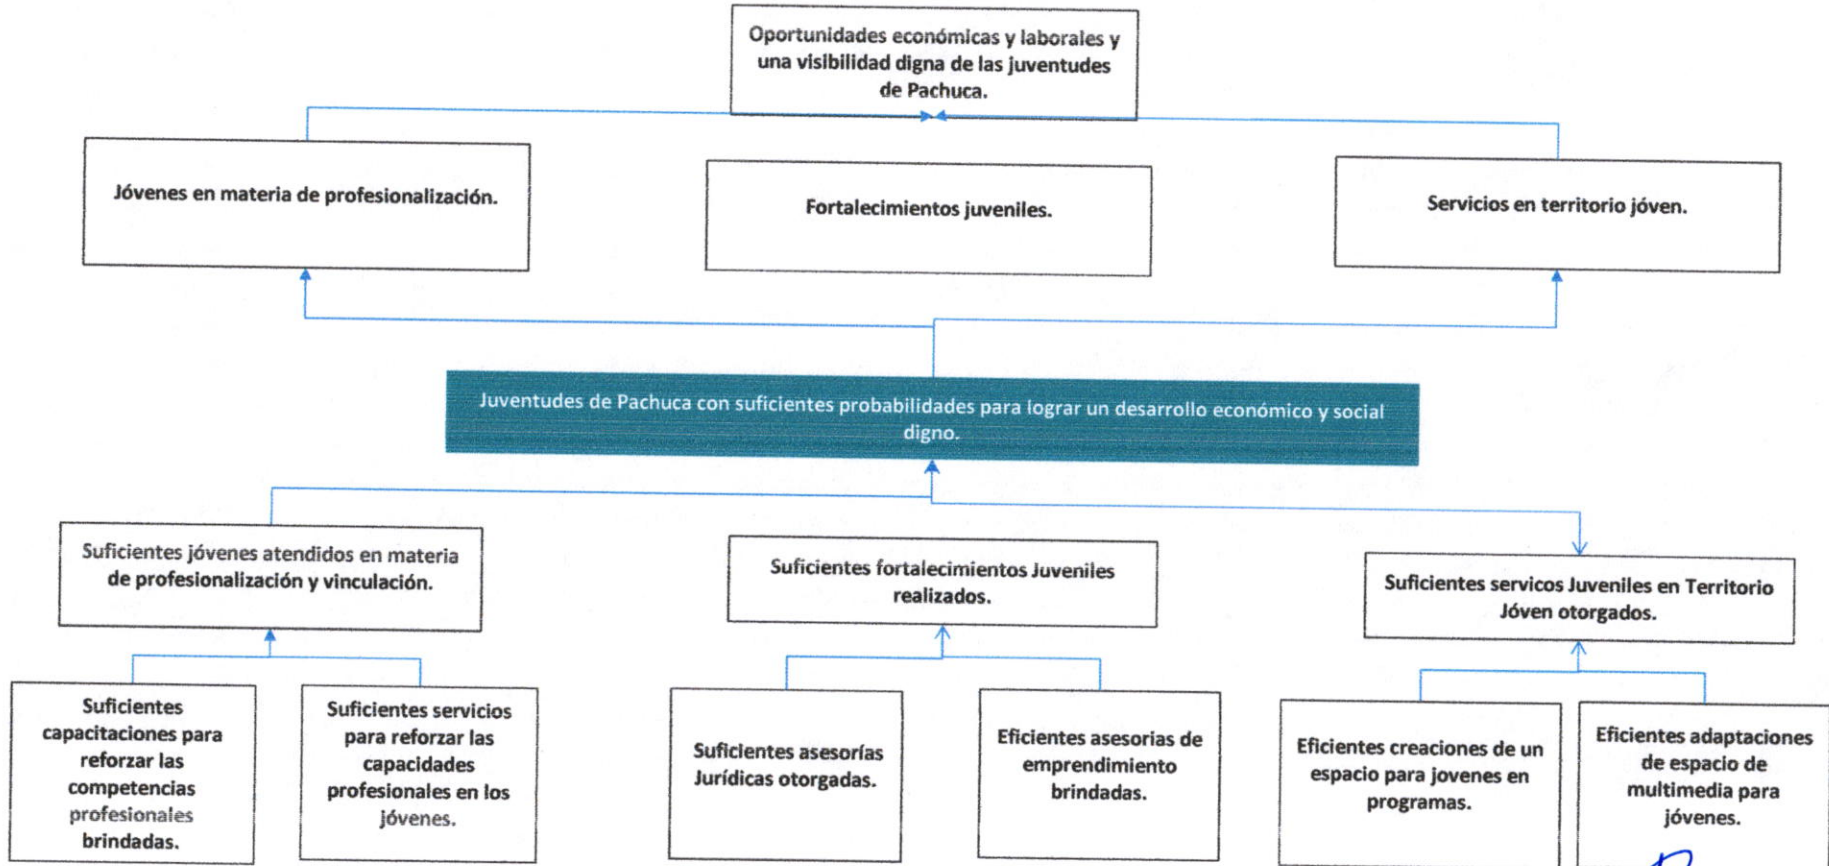 Oportunidades económicas y laborales y
una visibilidad digna de las juventudes
de Pachuca.
Jóvenes en materia de profesionalización.
Fortalecimientos juveniles.
Servicios en territorio jóven.
Juventudes de Pachuca con suficientes probabilidades para lograr un desarrollo económico y social
digno.
Suficientes jóvenes atendidos en materia
de profesionalización y vinculación.
Suficientes fortalecimientos Juveniles
realizados.
Suficientes servicos Juveniles en Territorio
Jóven otorgados.
Suficientes
capacitaciones para
reforzar las
competencias
profesionales
brindadas.
Suficientes servicios
para reforzar las
capacidades
profesionales en los
jóvenes.
Suficientes asesorías
Jurídicas otorgadas.
Eficientes asesorias de
emprendimiento
brindadas.
Eficientes creaciones de un
espacio para jovenes en
programas.
Eficientes adaptaciones
de espacio de
multimedia para
jóvenes.